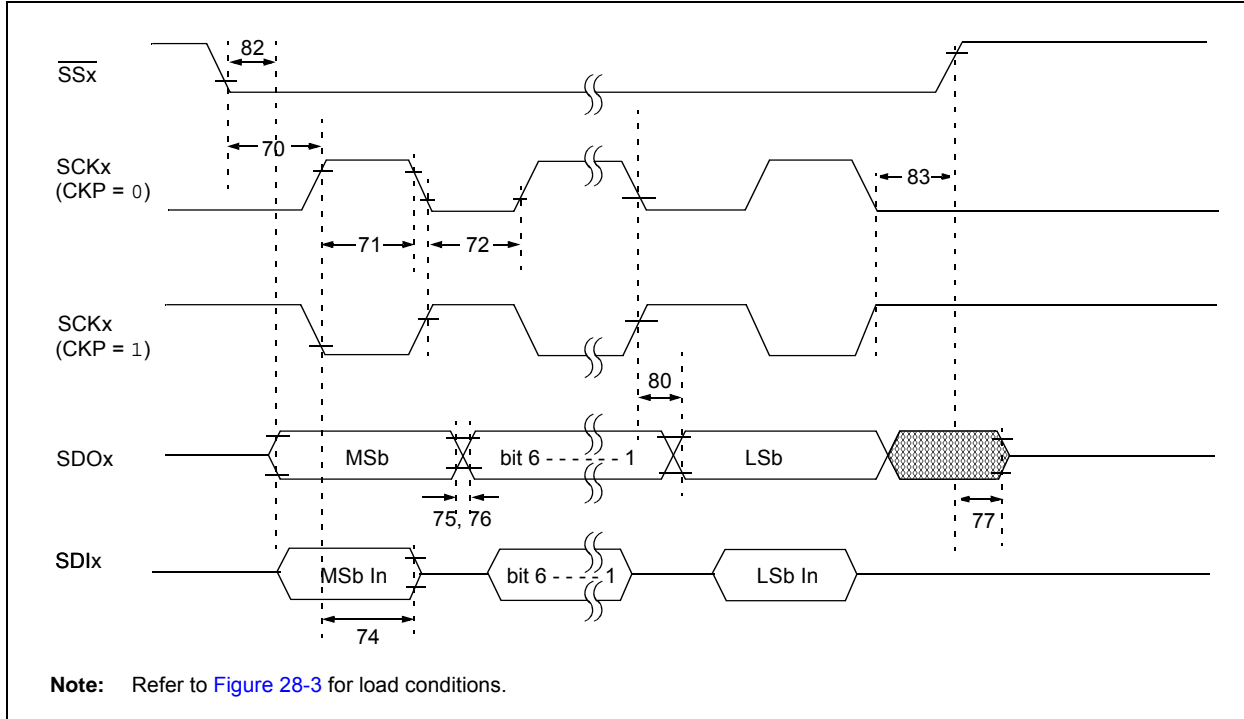 82
SSx
70
SCKx
(CKP = 0)
83
71
72
SCKx
(CKP = 1)
80
SDOx
MSb
bit 6 - - - - - - 1
LSb
75, 76
77
SDIx
MSb In
bit 6 - - - - - 1
LSb In
74
Note: Refer to Figure 28-3 for load conditions.